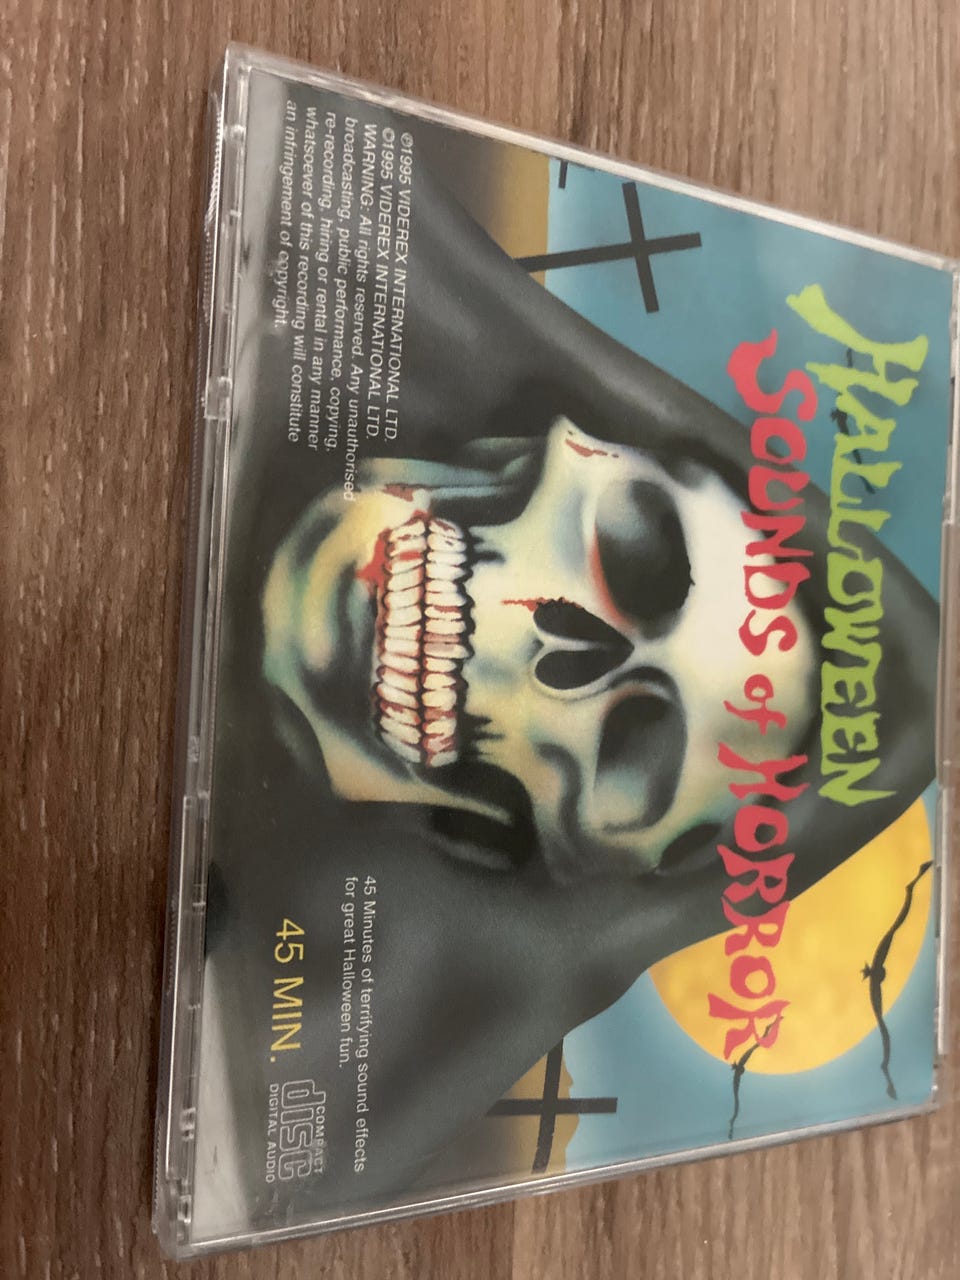 HALLOWEEN
SOUNDS of HORROR
℗1995 VIDEREX INTERNATIONAL LTD.
©1995 VIDEREX INTERNATIONAL LTD.
WARNING: All rights reserved. Any unauthorised
broadcasting, public performance, copying,
re-recording, hiring or rental in any manner
whatsoever of this recording will constitute
an infringement of copyright.
45 Minutes of terrifying sound effects
for great Halloween fun.
45 MIN.
COMPACT
disc
DIGITAL AUDIO